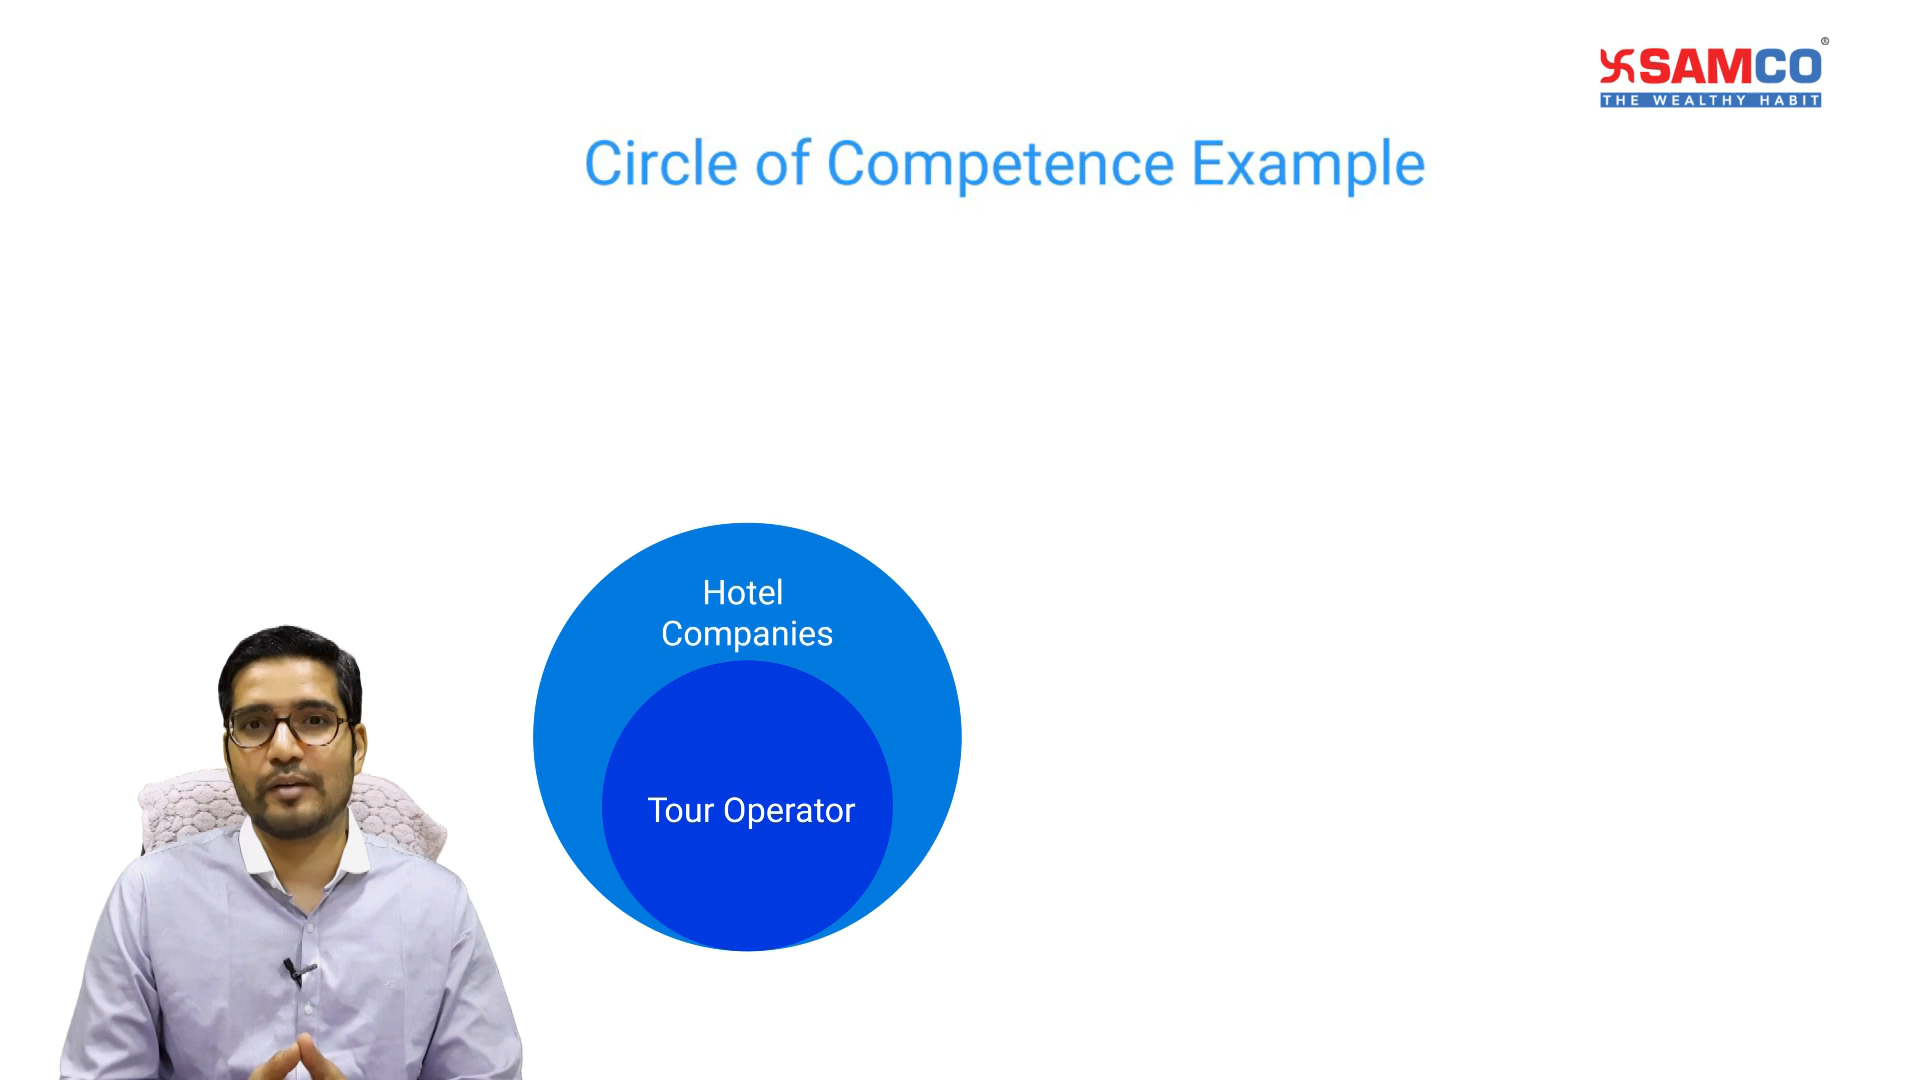 SAMCO®
THE WEALTHY HABIT
Circle of Competence Example
Hotel
Companies
Tour Operator